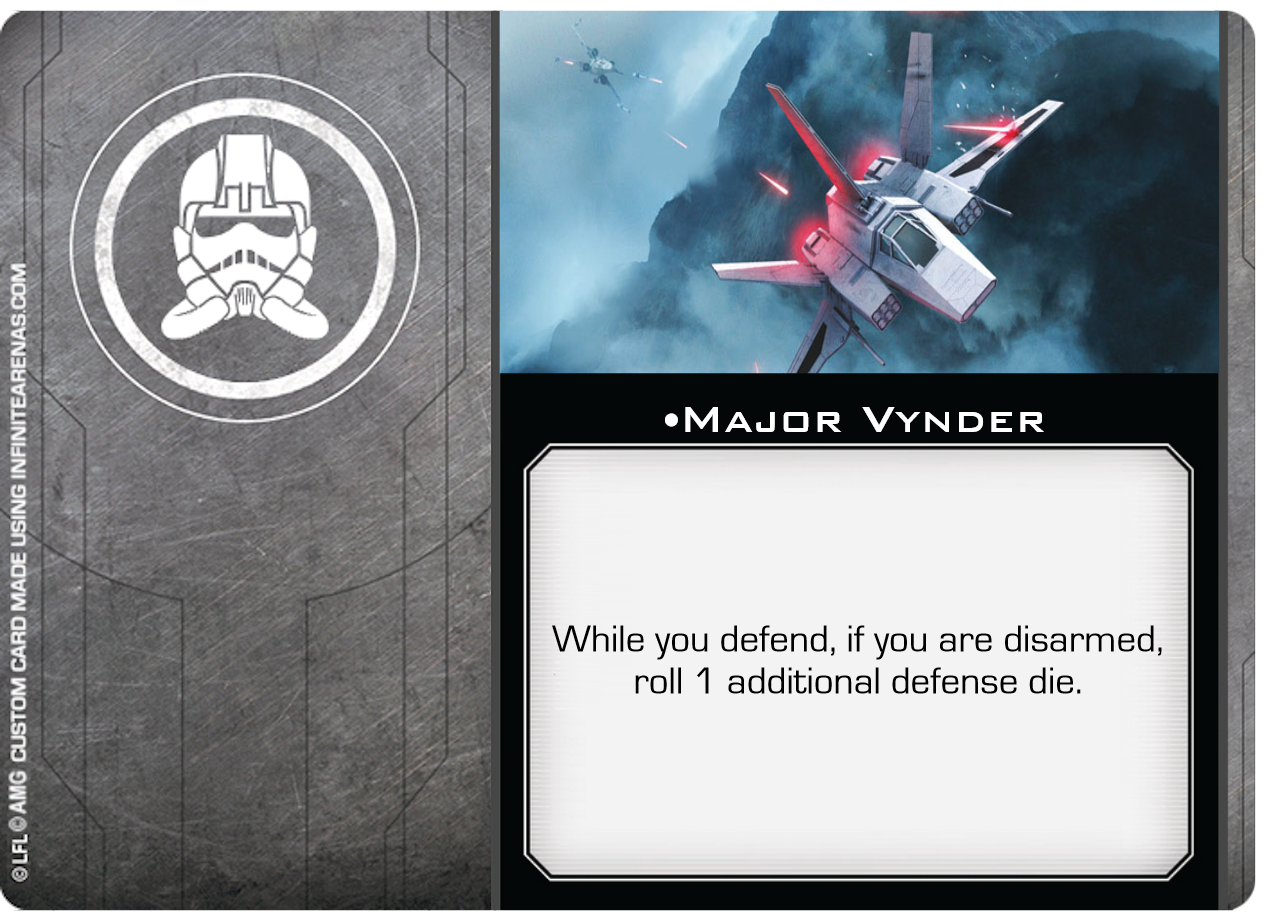 •Major Vynder
While you defend, if you are disarmed,
roll 1 additional defense die.
©LFL©AMG CUSTOM CARD MADE USING INFINITEARENAS.COM